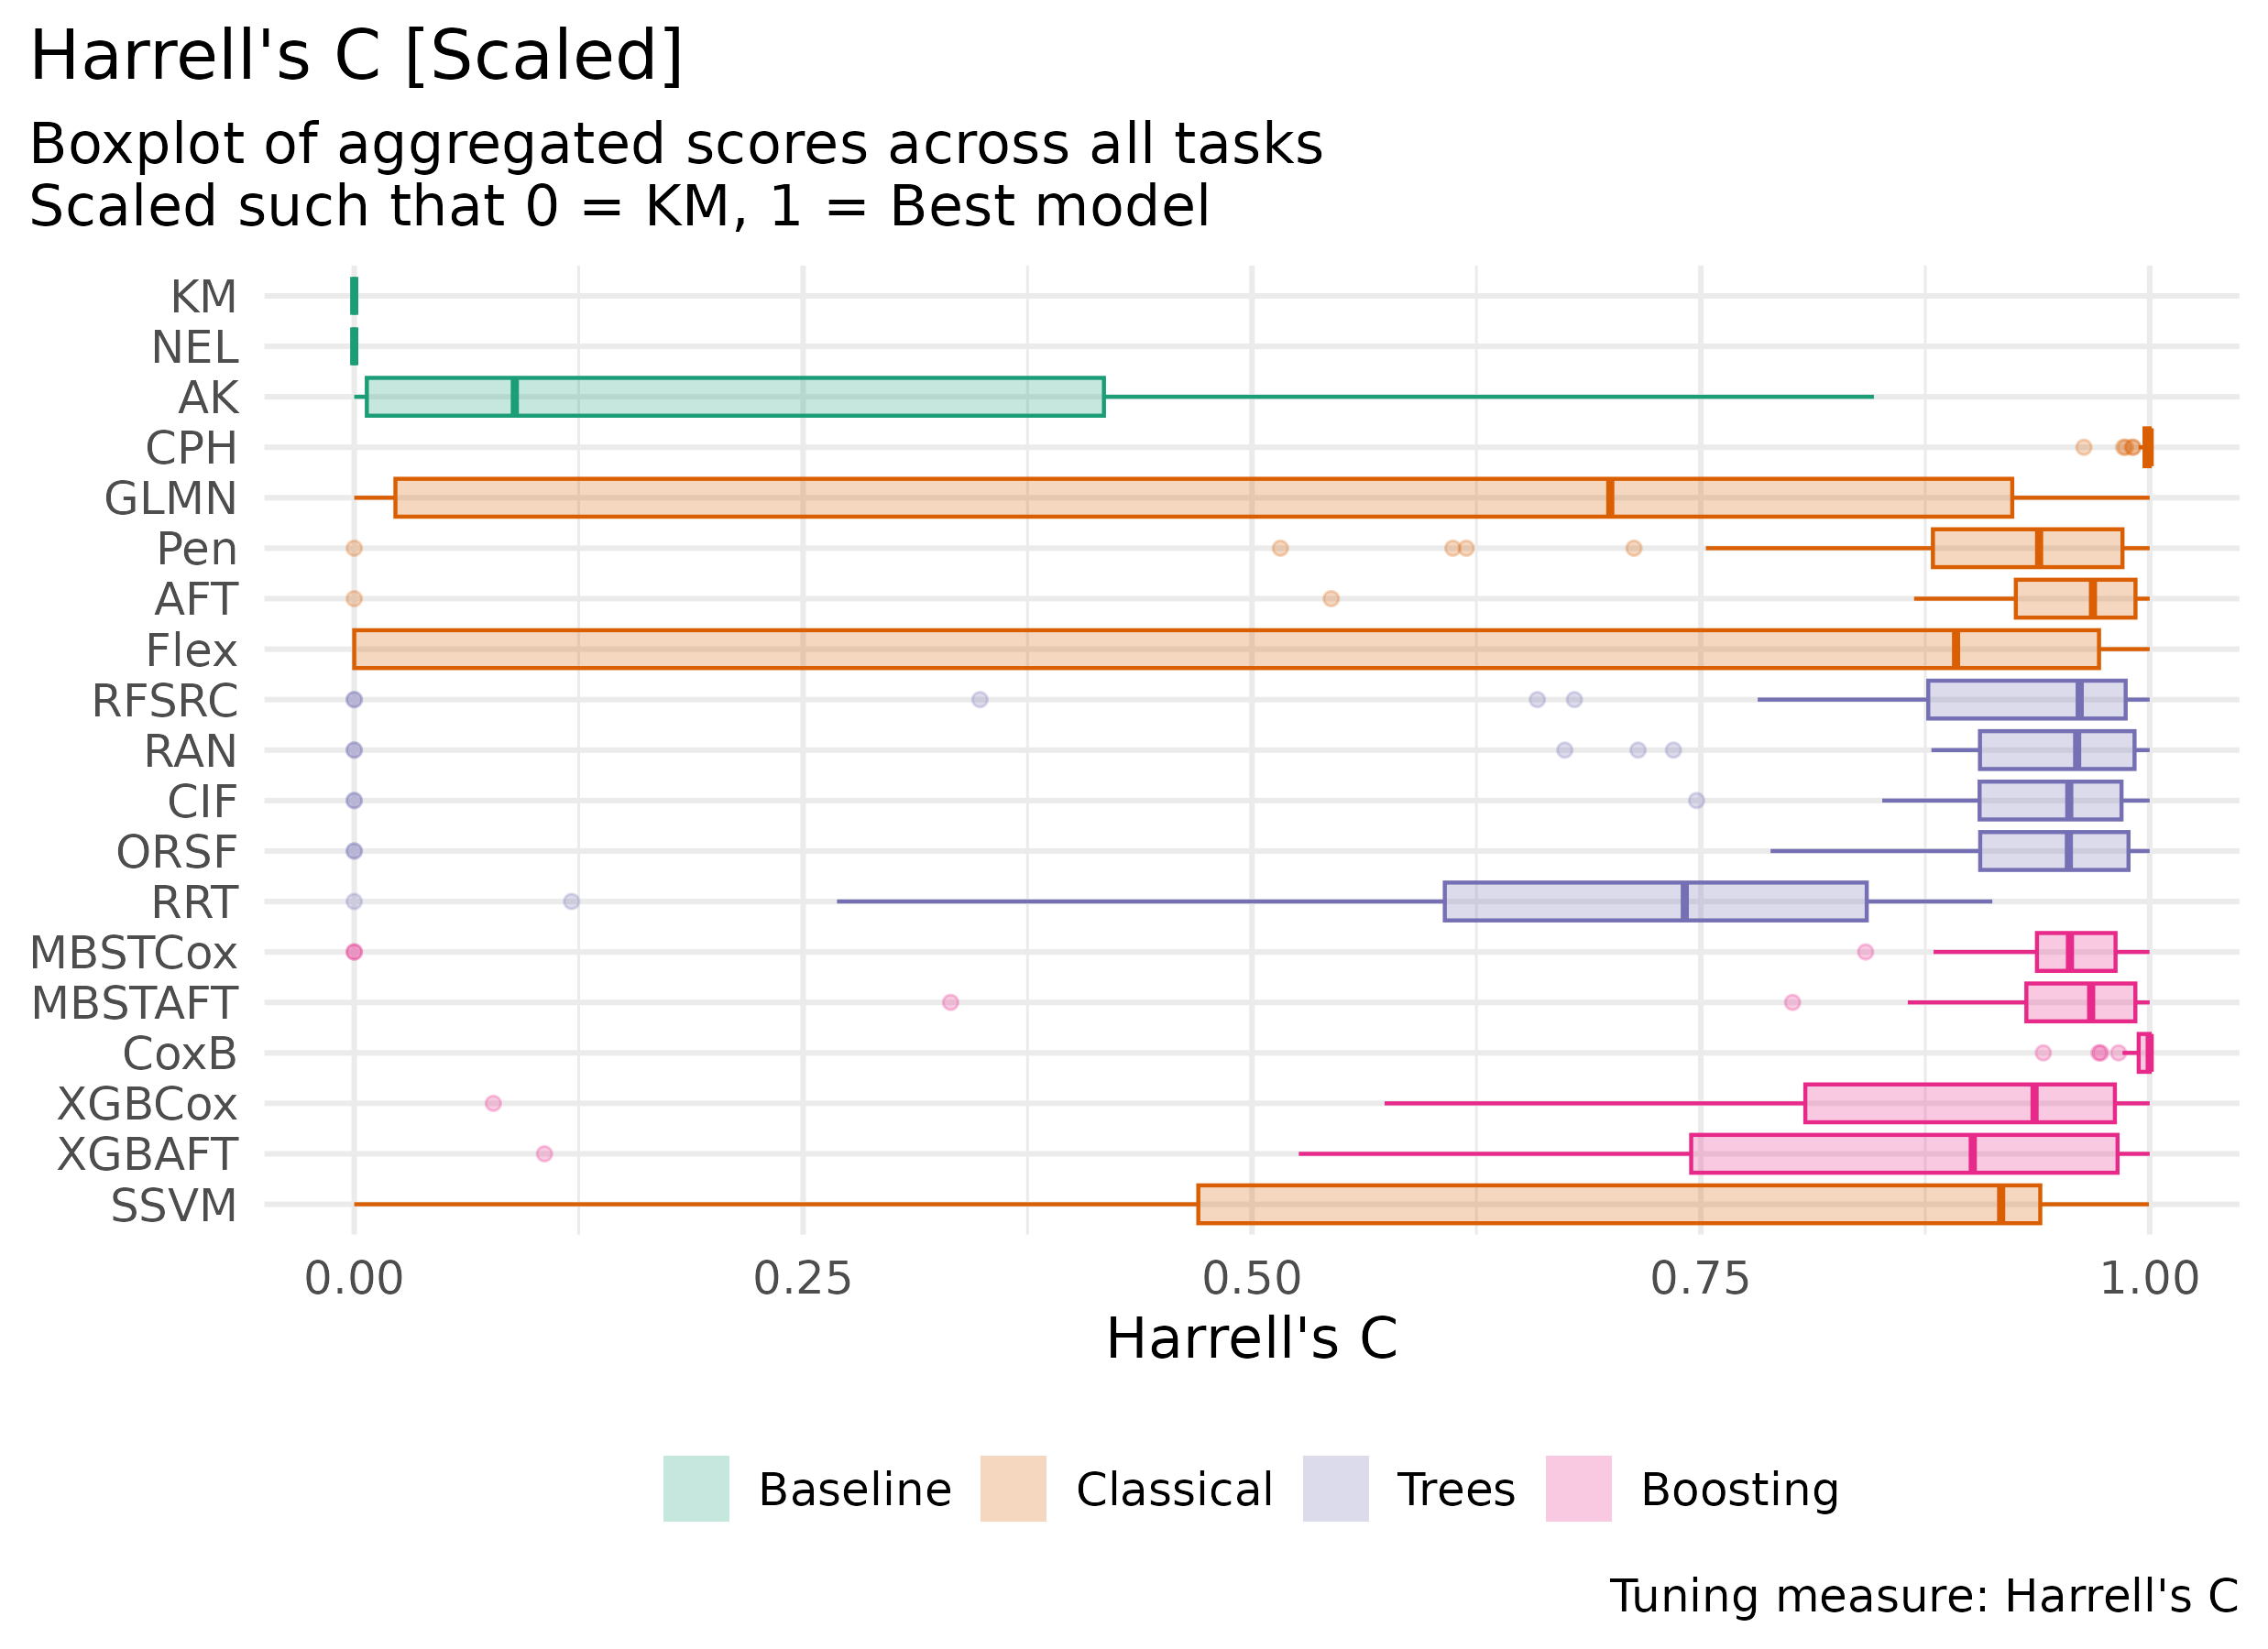 Harrell's C [Scaled]
Boxplot of aggregated scores across all tasks
Scaled such that 0 = KM, 1 = Best model
KM
NEL
AK
CPH
GLMN
Pen
AFT
Flex
RFSRC
RAN
CIF
ORSF
RRT
MBSTCox
MBSTAFT
CoxB
XGBCox
XGBAFT
SSVM
0.00 0.25 0.50 0.75 1.00
Harrell's C
Baseline Classical Trees Boosting
Tuning measure: Harrell's C